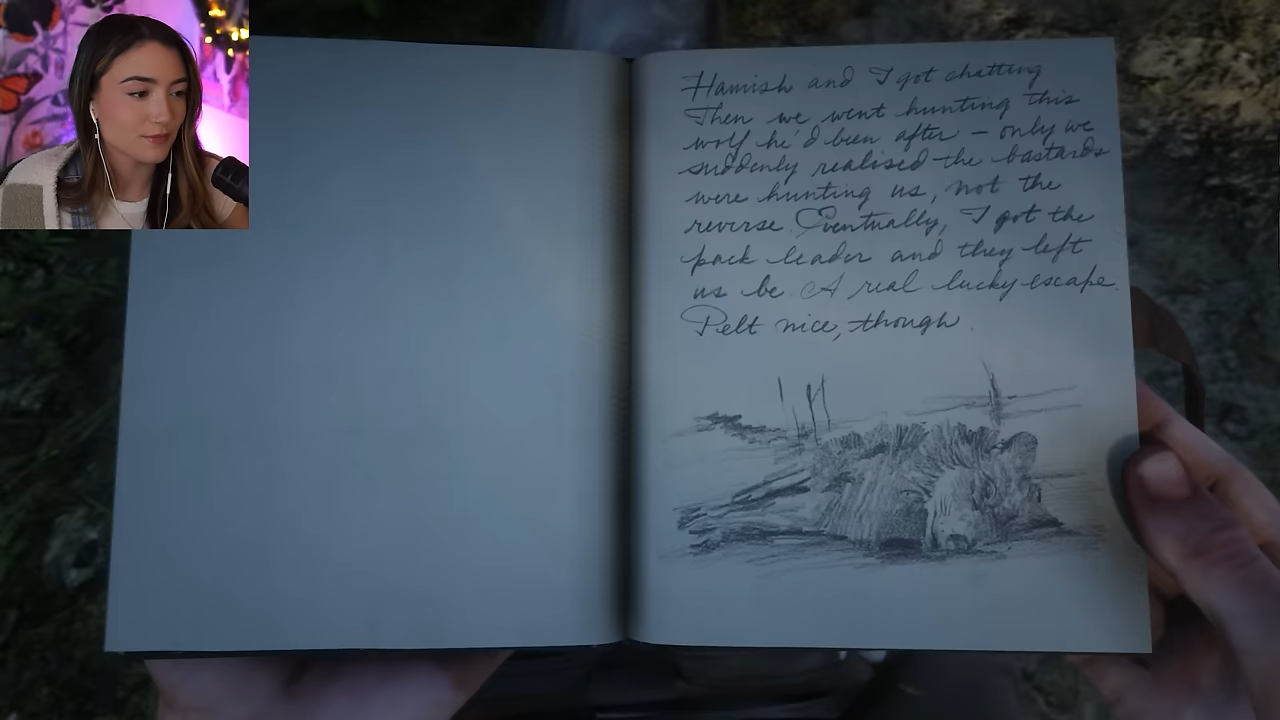 Hamish and I got chatting
Then we went hunting this
wolf he'd been after – only we
suddenly realised the bastards
were hunting us, not the
reverse. Eventually, I got the
pack leader and they left
us be. A real lucky escape.
Pelt nice, though.